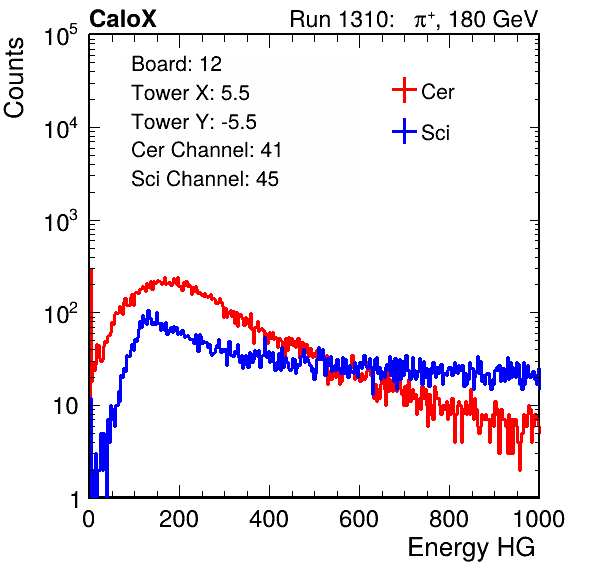 CaloX Run 1310: π⁺, 180 GeV
Counts
10⁵
10⁴
10³
10²
10
1
Board: 12
Tower X: 5.5
Tower Y: -5.5
Cer Channel: 41
Sci Channel: 45
Cer
Sci
0 200 400 600 800 1000
Energy HG